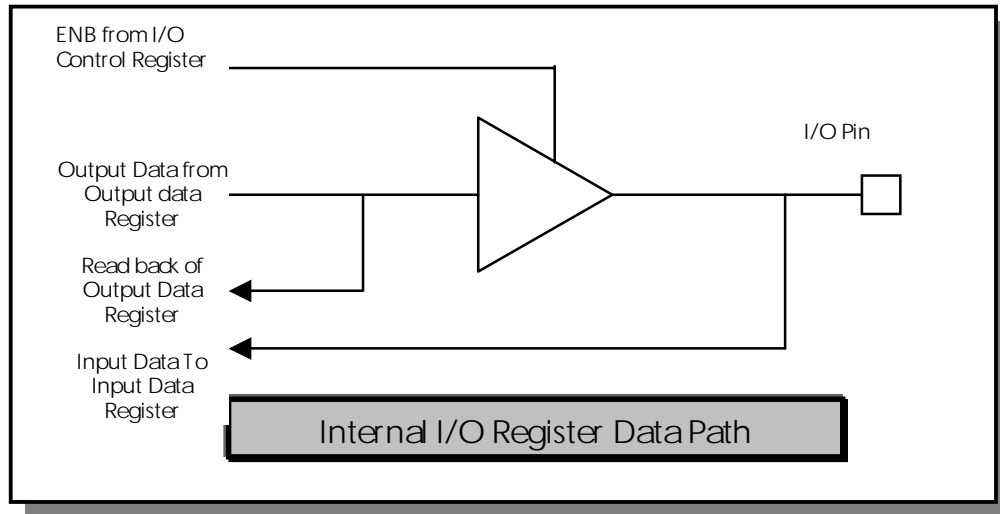 ENB from I/O
Control Register
I/O Pin
Output Data from
Output data
Register
Read back of
Output Data
Register
Input Data To
Input Data
Register
Internal I/O Register Data Path